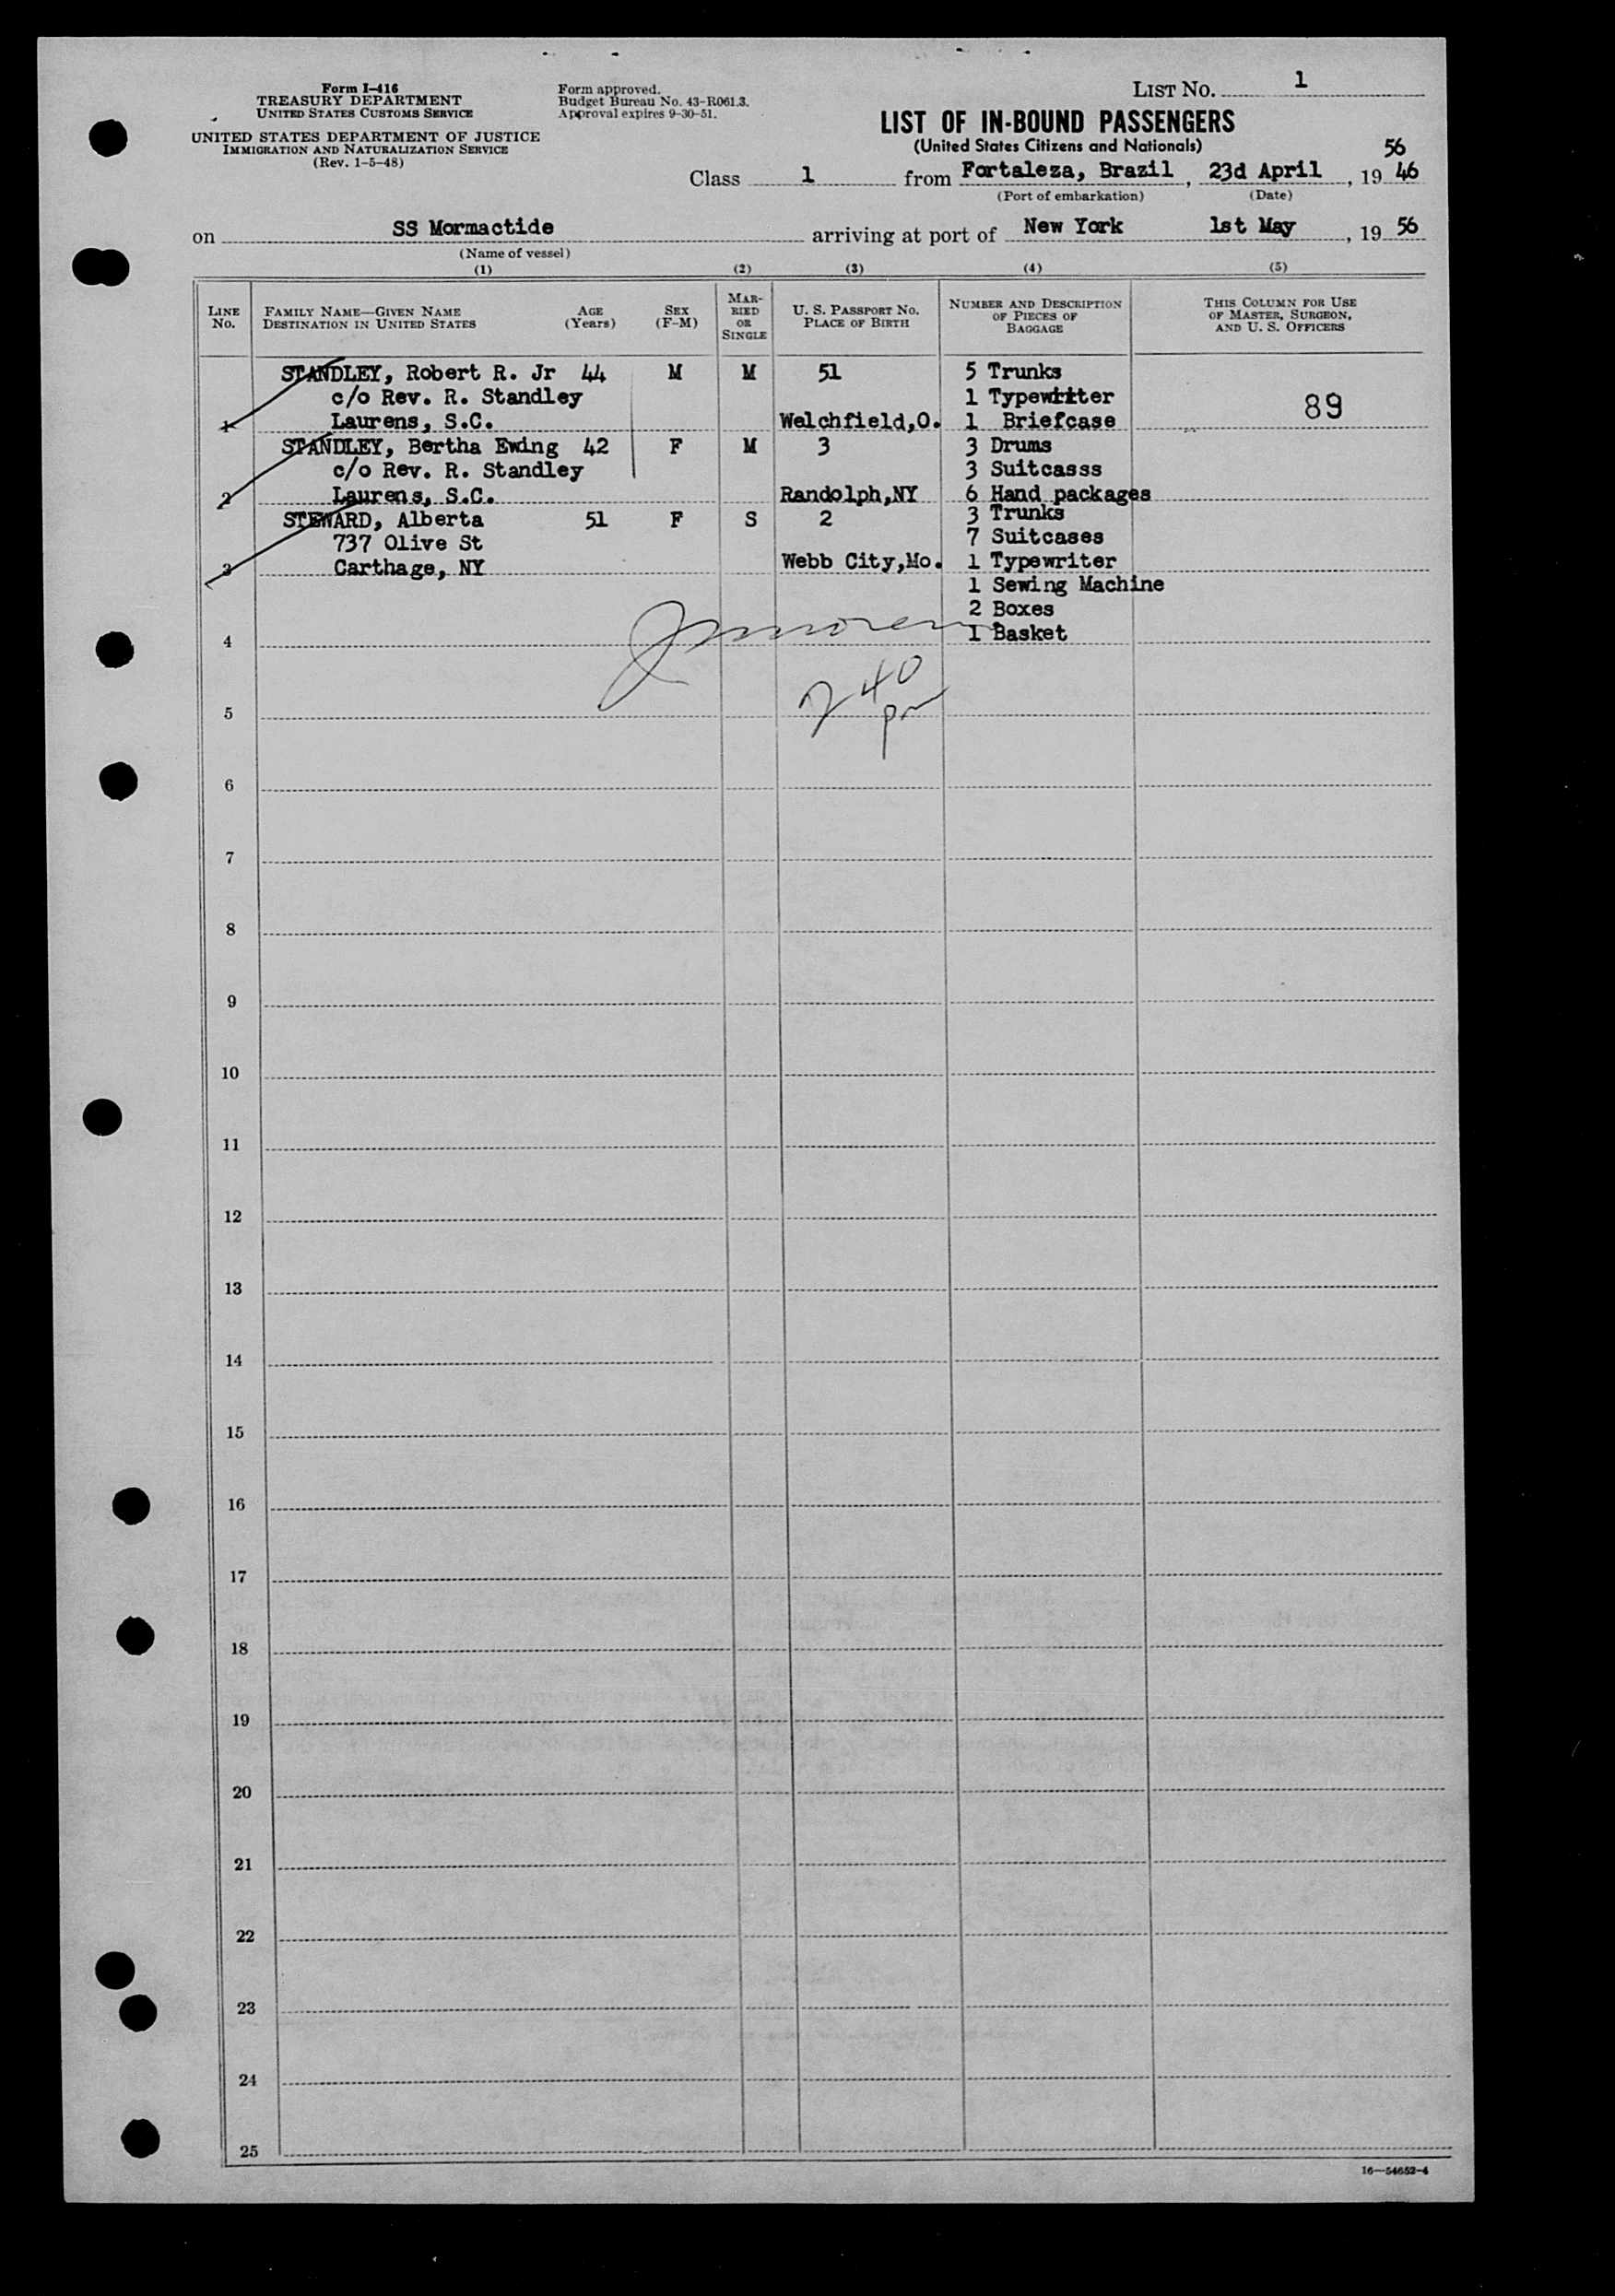 Form I-416
TREASURY DEPARTMENT
UNITED STATES CUSTOMS SERVICE
UNITED STATES DEPARTMENT OF JUSTICE
IMMIGRATION AND NATURALIZATION SERVICE
(Rev. 1-5-48)
Form approved.
Budget Bureau No. 43-R061.3.
Approval expires 9-30-51.
LIST No. 1
LIST OF IN-BOUND PASSENGERS
(United States Citizens and Nationals)
56
Class 1 from Fortaleza, Brazil, 23d April, 19 46
(Port of embarkation) (Date)
on SS Mormactide arriving at port of New York 1st May, 19 56
(Name of vessel)
(1) (2) (3) (4) (5)
LINE No. FAMILY NAME—GIVEN NAME DESTINATION IN UNITED STATES AGE (Years) SEX (F-M) MARRIED OR SINGLE U. S. PASSPORT NO. PLACE OF BIRTH NUMBER AND DESCRIPTION OF PIECES OF BAGGAGE THIS COLUMN FOR USE OF MASTER, SURGEON, AND U. S. OFFICERS
STANDLEY, Robert R. Jr 44 M M 51 5 Trunks
c/o Rev. R. Standley 1 Typewriter
1 Laurens, S.C. Welchfield,O. 1 Briefcase 89
STANDLEY, Bertha Ewing 42 F M 3 3 Drums
c/o Rev. R. Standley 3 Suitcasss
2 Laurens, S.C. Randolph,NY 6 Hand packages
STEWARD, Alberta 51 F S 2 3 Trunks
737 Olive St 7 Suitcases
3 Carthage, NY Webb City,Mo. 1 Typewriter
1 Sewing Machine
2 Boxes
4 1 Basket
2 40
pm
5
6
7
8
9
10
11
12
13
14
15
16
17
18
19
20
21
22
23
24
25
16—54652-4